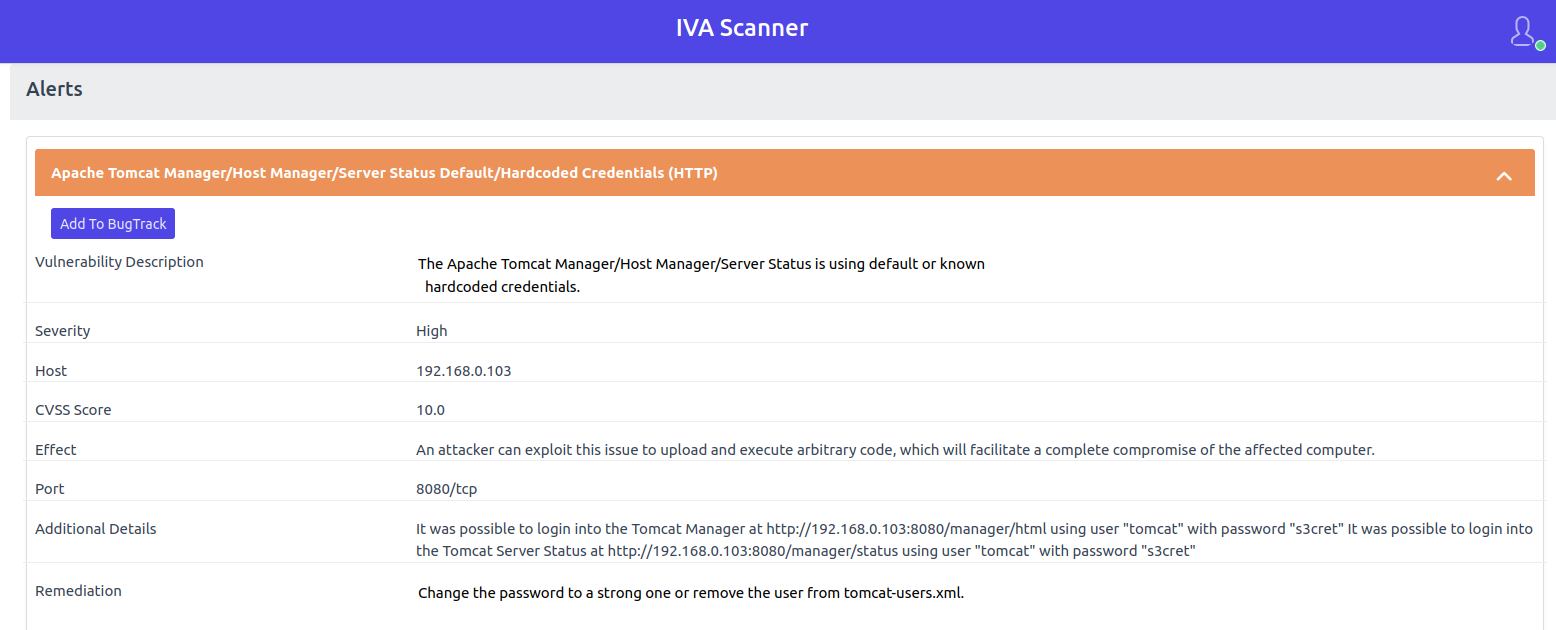 IVA Scanner
Alerts
Apache Tomcat Manager/Host Manager/Server Status Default/Hardcoded Credentials (HTTP)
Add To BugTrack
Vulnerability Description
The Apache Tomcat Manager/Host Manager/Server Status is using default or known
hardcoded credentials.
Severity
High
Host
192.168.0.103
CVSS Score
10.0
Effect
An attacker can exploit this issue to upload and execute arbitrary code, which will facilitate a complete compromise of the affected computer.
Port
8080/tcp
Additional Details
It was possible to login into the Tomcat Manager at http://192.168.0.103:8080/manager/html using user "tomcat" with password "s3cret" It was possible to login into
the Tomcat Server Status at http://192.168.0.103:8080/manager/status using user "tomcat" with password "s3cret"
Remediation
Change the password to a strong one or remove the user from tomcat-users.xml.